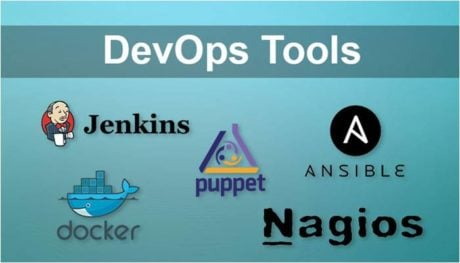 DevOps Tools
Jenkins
puppet
ANSIBLE
docker
Nagios